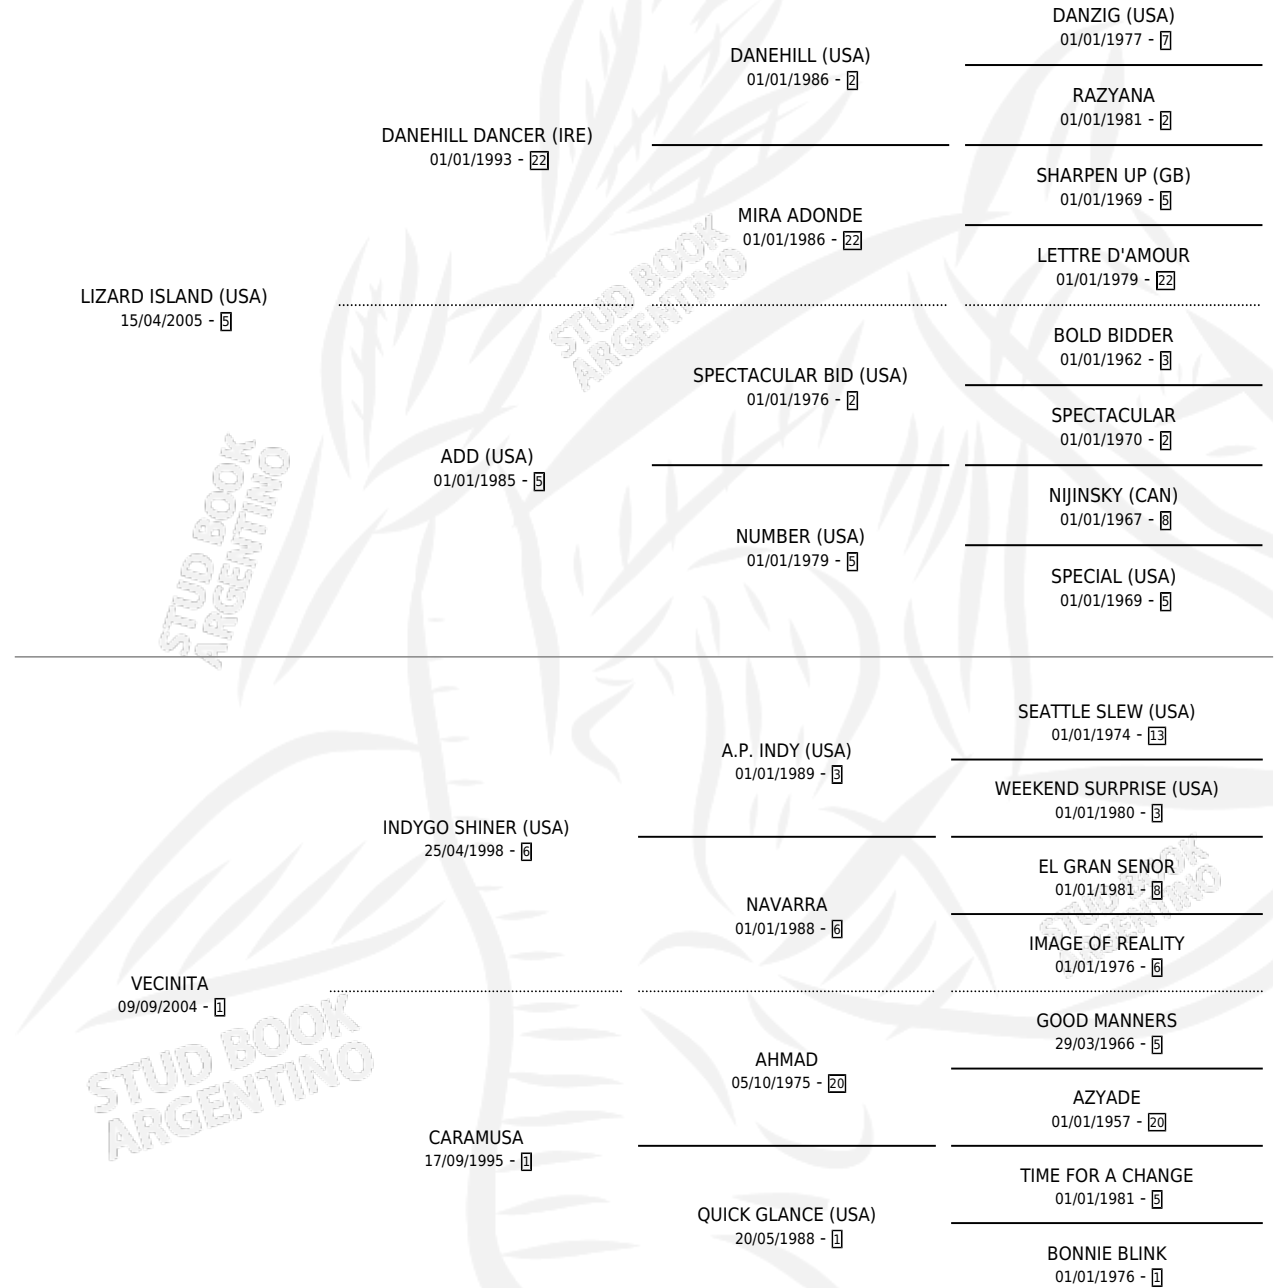 DANZIG (USA)
01/01/1977 - 7
DANEHILL (USA)
01/01/1986 - 2
RAZYANA
01/01/1981 - 2
DANEHILL DANCER (IRE)
01/01/1993 - 22
SHARPEN UP (GB)
01/01/1969 - 5
MIRA ADONDE
01/01/1986 - 22
LETTRE D'AMOUR
01/01/1979 - 22
LIZARD ISLAND (USA)
15/04/2005 - 5
STUD BOOK
ARGENTINO
BOLD BIDDER
01/01/1962 - 3
SPECTACULAR BID (USA)
01/01/1976 - 2
SPECTACULAR
01/01/1970 - 2
ADD (USA)
01/01/1985 - 5
NIJINSKY (CAN)
01/01/1967 - 8
NUMBER (USA)
01/01/1979 - 5
SPECIAL (USA)
01/01/1969 - 5
STUD BOOK
ARGENTINO
SEATTLE SLEW (USA)
01/01/1974 - 13
A.P. INDY (USA)
01/01/1989 - 3
WEEKEND SURPRISE (USA)
01/01/1980 - 3
INDYGO SHINER (USA)
25/04/1998 - 6
EL GRAN SENOR
01/01/1981 - 8
NAVARRA
01/01/1988 - 6
IMAGE OF REALITY
01/01/1976 - 6
STUD BOOK
ARGENTINO
VECINITA
09/09/2004 - 1
GOOD MANNERS
29/03/1966 - 5
AHMAD
05/10/1975 - 20
AZYADE
01/01/1957 - 20
STUD BOOK
ARGENTINO
CARAMUSA
17/09/1995 - 1
TIME FOR A CHANGE
01/01/1981 - 5
QUICK GLANCE (USA)
20/05/1988 - 1
BONNIE BLINK
01/01/1976 - 1